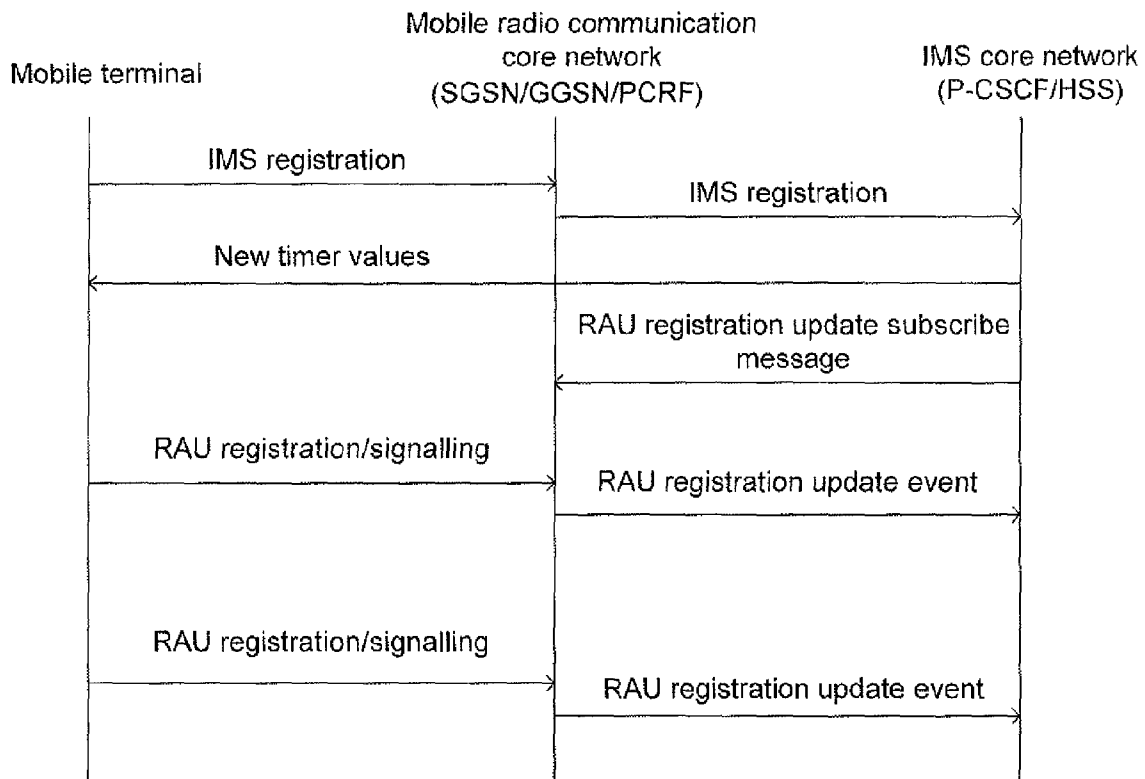 Mobile terminal
Mobile radio communication
core network
(SGSN/GGSN/PCRF)
IMS core network
(P-CSCF/HSS)
IMS registration
IMS registration
New timer values
RAU registration update subscribe
message
RAU registration/signalling
RAU registration update event
RAU registration/signalling
RAU registration update event